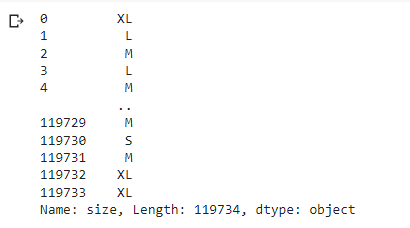 0 XL
1 L
2 M
3 L
4 M
..
119729 M
119730 S
119731 M
119732 XL
119733 XL
Name: size, Length: 119734, dtype: object